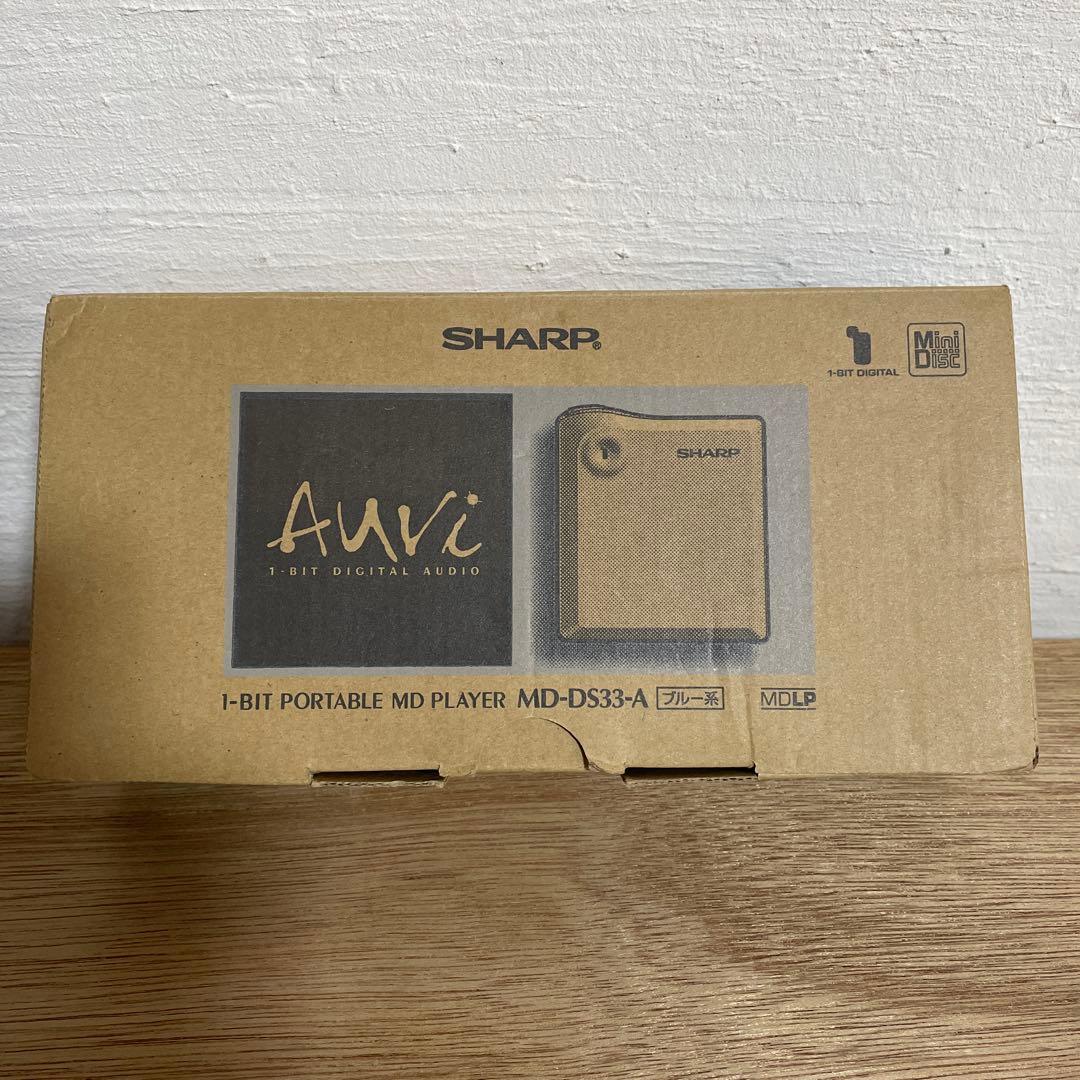 SHARP®
1-BIT DIGITAL
Mini
Disc
Auvi
1-BIT DIGITAL AUDIO
1
SHARP
1-BIT PORTABLE MD PLAYER MD-DS33-A ブルー系 MDLP